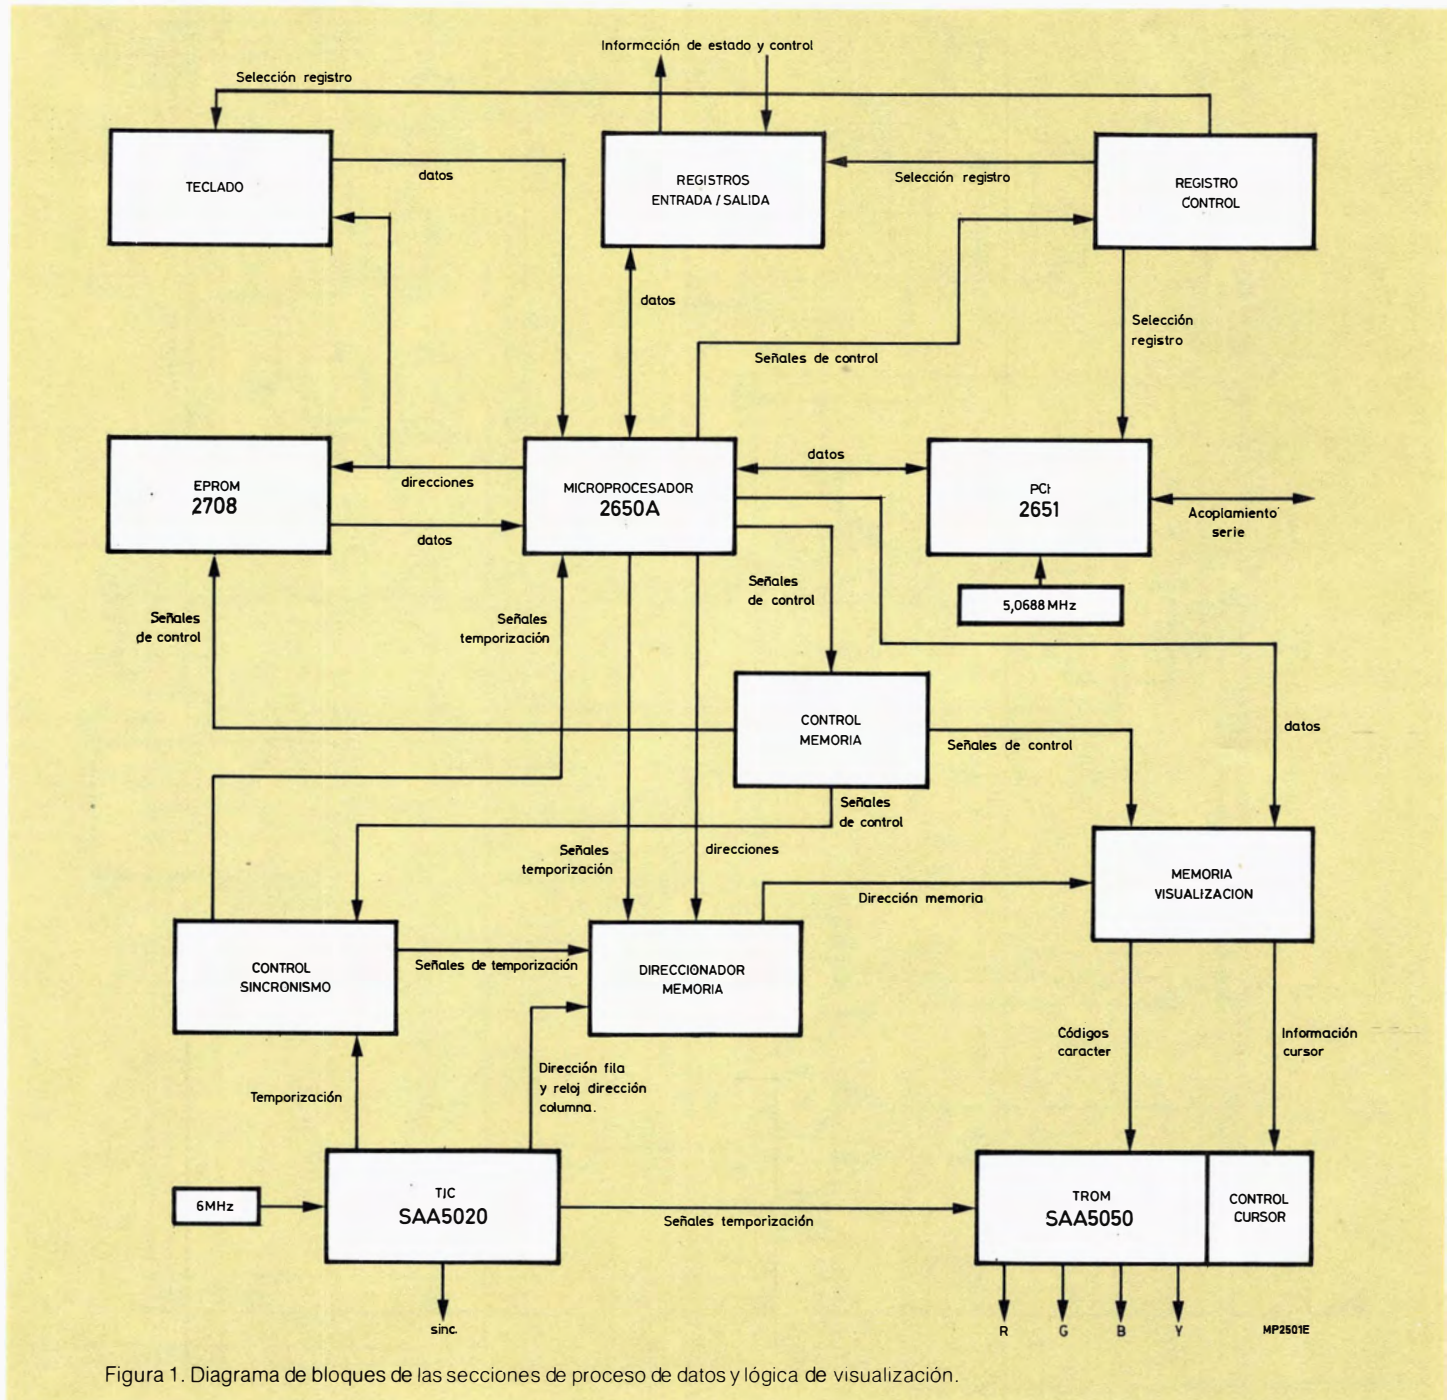 Información de estado y control
Selección registro
TECLADO
datos
REGISTROS
ENTRADA / SALIDA
Selección registro
REGISTRO
CONTROL
datos
Señales de control
Selección
registro
EPROM
2708
direcciones
datos
MICROPROCESADOR
2650A
datos
PCI
2651
Acoplamiento
serie
5,0688 MHz
Señales
de control
Señales
temporización
Señales
de control
CONTROL
MEMORIA
Señales de control
datos
Señales
de control
Señales
temporización
direcciones
Dirección memoria
MEMORIA
VISUALIZACION
CONTROL
SINCRONISMO
Señales de temporización
DIRECCIONADOR
MEMORIA
Códigos
caracter
Información
cursor
Temporización
Dirección fila
y reloj dirección
columna.
6MHz
TIC
SAA5020
Señales temporización
TROM
SAA5050
CONTROL
CURSOR
sinc.
R G B Y
MP2501E
Figura 1. Diagrama de bloques de las secciones de proceso de datos y lógica de visualización.